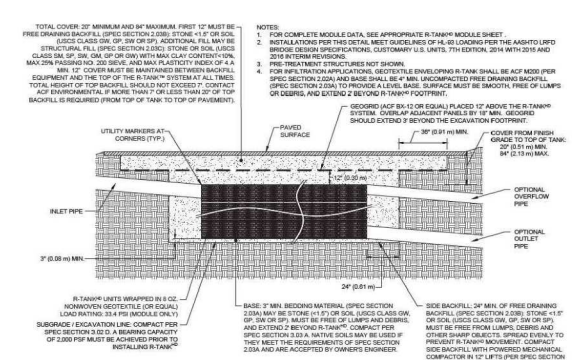 TOTAL COVER: 20" MINIMUM AND 84" MAXIMUM. FIRST 12" MUST BE
FREE DRAINING BACKFILL (SPEC SECTION 2.03B): STONE <1.5" OR SOIL
(USCS CLASS GW, GP, SW OR SP). ADDITIONAL FILL MAY BE
STRUCTURAL FILL (SPEC SECTION 2.03C): STONE OR SOIL (USCS
CLASS SM, SP, SW, GM, GP OR GW) WITH MAX CLAY CONTENT<10%,
MAX 25% PASSING NO. 200 SIEVE, AND MAX PLASTICITY INDEX OF 4. A
MIN. 12" COVER MUST BE MAINTAINED BETWEEN BACKFILL
EQUIPMENT AND THE TOP OF THE R-TANK™ SYSTEM AT ALL TIMES.
TOTAL HEIGHT OF TOP BACKFILL SHOULD NOT EXCEED 7'. CONTACT
ACF ENVIRONMENTAL IF MORE THAN 7' OR LESS THAN 20" OF TOP
BACKFILL IS REQUIRED (FROM TOP OF TANK TO TOP OF PAVEMENT).
NOTES:
1. FOR COMPLETE MODULE DATA, SEE APPROPRIATE R-TANKᴴᴰ MODULE SHEET .
2. INSTALLATIONS PER THIS DETAIL MEET GUIDELINES OF HL-93 LOADING PER THE AASHTO LRFD
BRIDGE DESIGN SPECIFICATIONS, CUSTOMARY U.S. UNITS, 7TH EDITION, 2014 WITH 2015 AND
2016 INTERIM REVISIONS.
3. PRE-TREATMENT STRUCTURES NOT SHOWN.
4. FOR INFILTRATION APPLICATIONS, GEOTEXTILE ENVELOPING R-TANK SHALL BE ACF M200 (PER
SPEC SECTION 2.02A) AND BASE SHALL BE 4" MIN. UNCOMPACTED FREE DRAINING BACKFILL
(SPEC SECTION 2.03A) TO PROVIDE A LEVEL BASE. SURFACE MUST BE SMOOTH, FREE OF LUMPS
OR DEBRIS, AND EXTEND 2' BEYOND R-TANKᴴᴰ FOOTPRINT.
GEOGRID (ACF BX-12 OR EQUAL) PLACED 12" ABOVE THE R-TANKᴴᴰ
SYSTEM. OVERLAP ADJACENT PANELS BY 18" MIN. GEOGRID
SHOULD EXTEND 3' BEYOND THE EXCAVATION FOOTPRINT.
UTILITY MARKERS AT
CORNERS (TYP.)
PAVED
SURFACE
36" (0.91 m) MIN.
COVER FROM FINISH
GRADE TO TOP OF TANK:
20" (0.51 m) MIN.
84" (2.13 m) MAX.
12" (0.30 m)
OPTIONAL
OVERFLOW
PIPE
INLET PIPE
OPTIONAL
OUTLET
PIPE
3" (0.08 m) MIN.
24" (0.61 m)
R-TANKᴴᴰ UNITS WRAPPED IN 8 OZ.
NONWOVEN GEOTEXTILE (OR EQUAL)
LOAD RATING: 33.4 PSI (MODULE ONLY)
SUBGRADE / EXCAVATION LINE: COMPACT PER
SPEC SECTION 3.02 D. A BEARING CAPACITY
OF 2,000 PSF MUST BE ACHIEVED PRIOR TO
INSTALLING R-TANKᴴᴰ
BASE: 3" MIN. BEDDING MATERIAL (SPEC SECTION
2.03A) MAY BE STONE (<1.5") OR SOIL (USCS CLASS GW,
GP, SW OR SP). MUST BE FREE OF LUMPS AND DEBRIS,
AND EXTEND 2' BEYOND R-TANKᴴᴰ. COMPACT PER
SPEC SECTION 3.03 A. NATIVE SOILS MAY BE USED IF
THEY MEET THE REQUIREMENTS OF SPEC SECTION
2.03A AND ARE ACCEPTED BY OWNER'S ENGINEER.
SIDE BACKFILL: 24" MIN. OF FREE DRAINING
BACKFILL (SPEC SECTION 2.03B): STONE <1.5"
OR SOIL (USCS CLASS GW, GP, SW OR SP).
MUST BE FREE FROM LUMPS, DEBRIS AND
OTHER SHARP OBJECTS. SPREAD EVENLY TO
PREVENT R-TANKᴴᴰ MOVEMENT. COMPACT
SIDE BACKFILL WITH POWERED MECHANICAL
COMPACTOR IN 12" LIFTS (PER SPEC SECTION